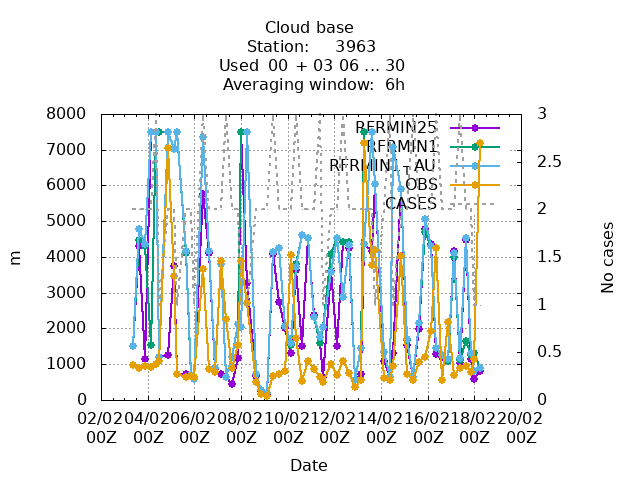 Cloud base
Station: 3963
Used 00 + 03 06 ... 30
Averaging window: 6h
8000
7000
6000
5000
4000
3000
2000
1000
0
3
2.5
2
1.5
1
0.5
0
RFRMIN25
RFRMIN1
RFRMIN1_AU
OBS
CASES
m
No cases
02/02 04/02 06/02 08/02 10/02 12/02 14/02 16/02 18/02 20/02
00Z 00Z 00Z 00Z 00Z 00Z 00Z 00Z 00Z 00Z
Date